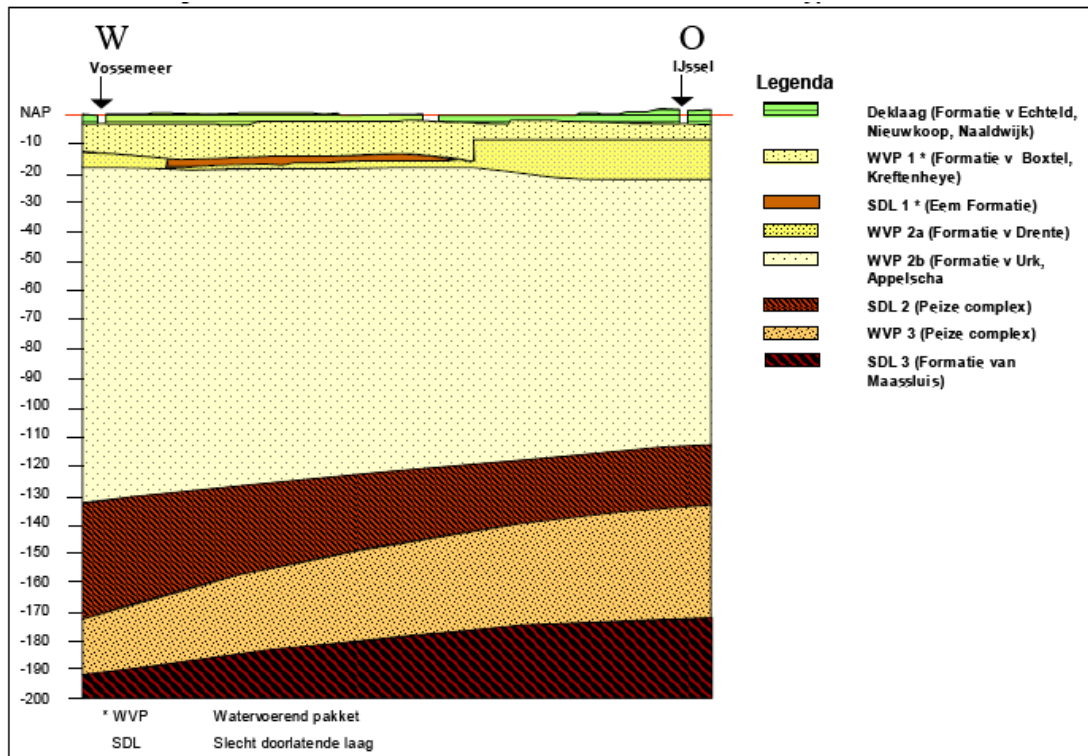 W
O
Vossemeer
IJssel
NAP
-10
-20
-30
-40
-50
-60
-70
-80
-90
-100
-110
-120
-130
-140
-150
-160
-170
-180
-190
-200
Legenda
Deklaag (Formatie v Echteld,
Nieuwkoop, Naaldwijk)
WVP 1 * (Formatie v Boxtel,
Kreftenheye)
SDL 1 * (Eem Formatie)
WVP 2a (Formatie v Drente)
WVP 2b (Formatie v Urk,
Appelscha
SDL 2 (Peize complex)
WVP 3 (Peize complex)
SDL 3 (Formatie van
Maassluis)
* WVP Watervoerend pakket
SDL Slecht doorlatende laag